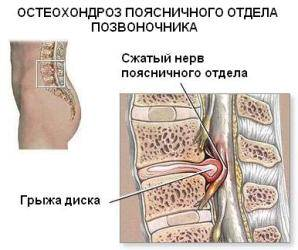 ОСТЕОХОНДРОЗ ПОЯСНИЧНОГО ОТДЕЛА
ПОЗВОНОЧНИКА
Сжатый нерв
поясничного отдела
Грыжа диска